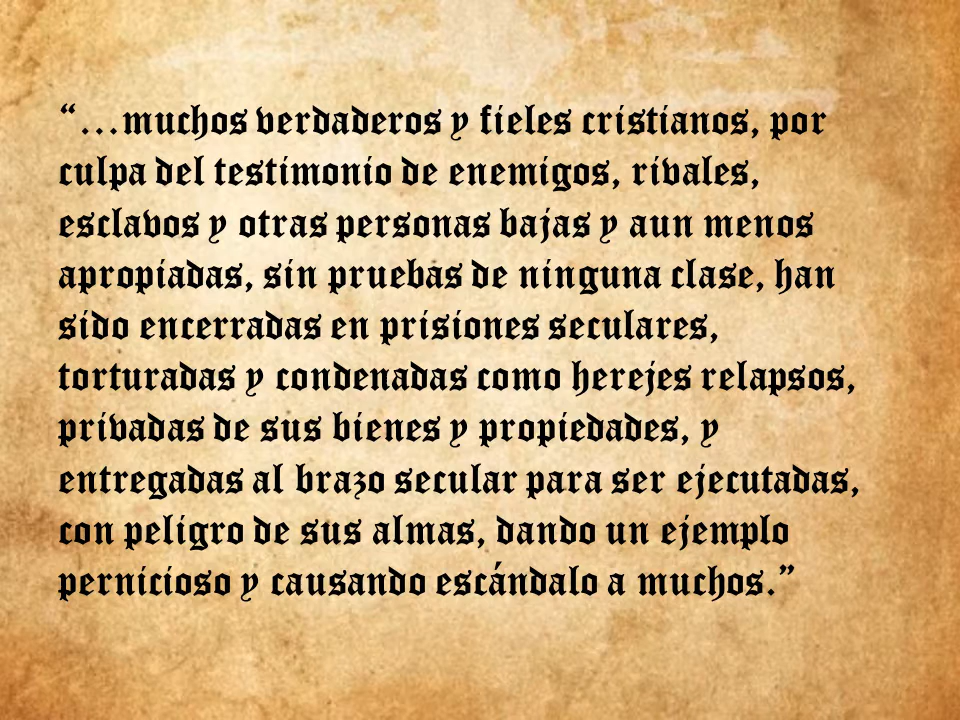 “…muchos verdaderos y fieles cristianos, por
culpa del testimonio de enemigos, rivales,
esclavos y otras personas bajas y aun menos
apropiadas, sin pruebas de ninguna clase, han
sido encerradas en prisiones seculares,
torturadas y condenadas como herejes relapsos,
privadas de sus bienes y propiedades, y
entregadas al brazo secular para ser ejecutadas,
con peligro de sus almas, dando un ejemplo
pernicioso y causando escándalo a muchos.”